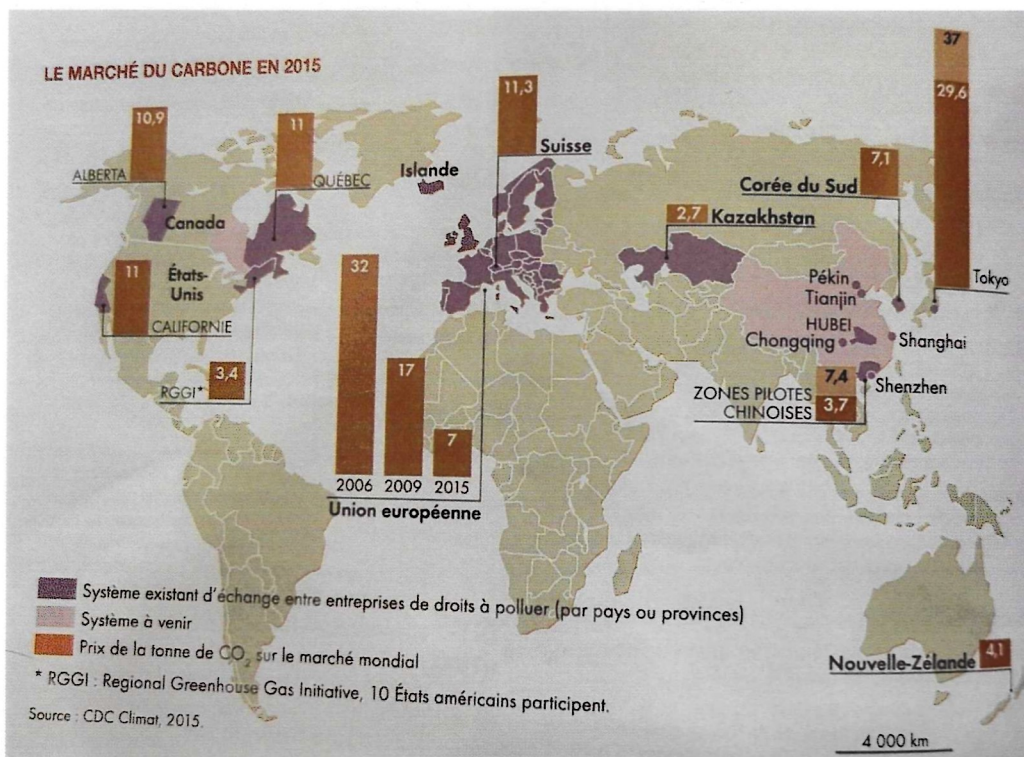 LE MARCHÉ DU CARBONE EN 2015
10,9
ALBERTA
Canada
11
QUÉBEC
Islande
11,3
Suisse
37
29,6
Tokyo
7,1
Corée du Sud
2,7
Kazakhstan
11
États-
Unis
CALIFORNIE
3,4
RGGI*
32
17
7
2006 2009 2015
Union européenne
Pékin
Tianjin
HUBEI
Chongqing
Shanghai
Shenzhen
7,4
3,7
ZONES PILOTES
CHINOISES
Système existant d'échange entre entreprises de droits à polluer (par pays ou provinces)
Système à venir
Prix de la tonne de CO₂ sur le marché mondial
* RGGI : Regional Greenhouse Gas Initiative, 10 États américains participent.
Source : CDC Climat, 2015.
Nouvelle-Zélande
4,1
4 000 km